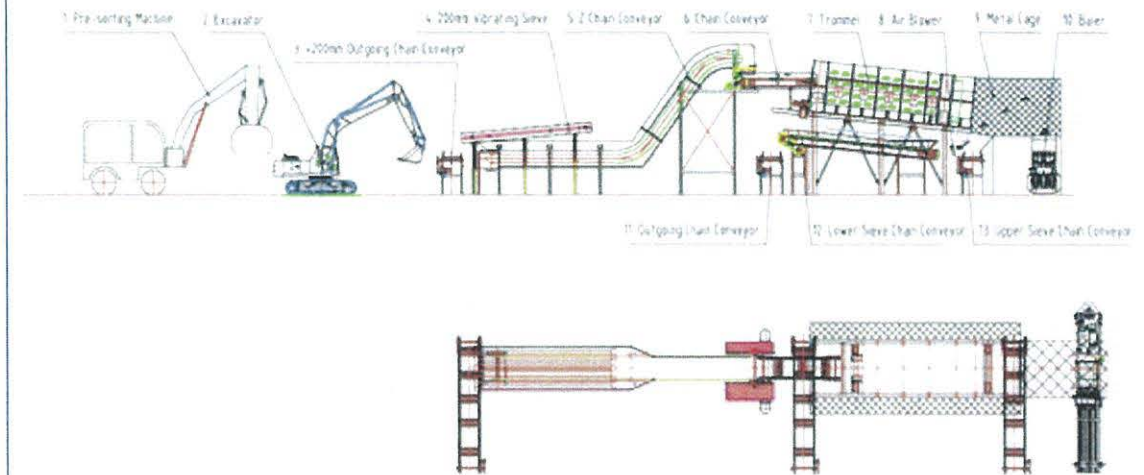 1 Pre-sorting Machine
2 Excavator
3 +200mm Outgoing Chain Conveyor
4 200mm Vibrating Sieve
5 Z Chain Conveyor
6 Chain Conveyor
7 Trommel
8 Air Blower
9 Metal Cage
10 Baler
11 Outgoing Chain Conveyor
12 Lower Sieve Chain Conveyor
13 Upper Sieve Chain Conveyor